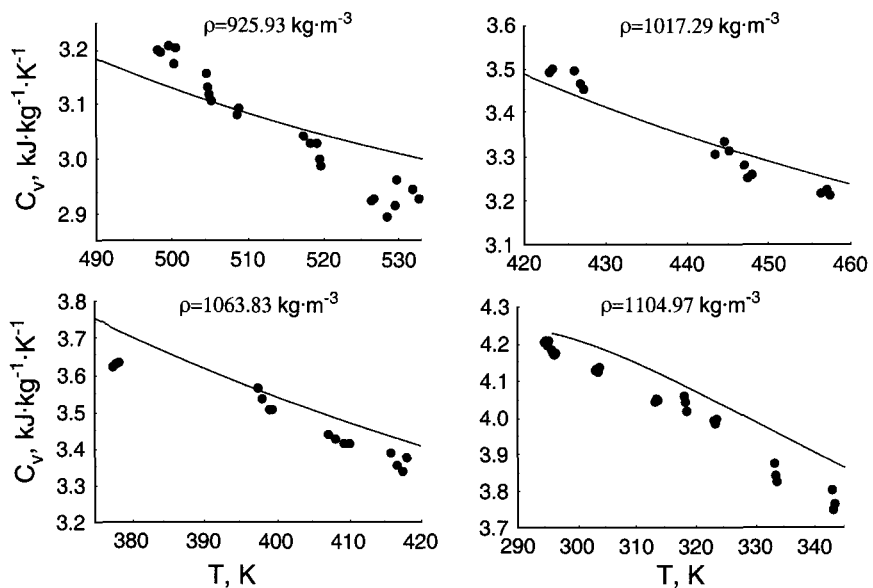 ρ=925.93 kg·m⁻³
C_v, kJ·kg⁻¹·K⁻¹
3.2
3.1
3.0
2.9
490 500 510 520 530
ρ=1017.29 kg·m⁻³
3.6
3.5
3.4
3.3
3.2
3.1
420 430 440 450 460
ρ=1063.83 kg·m⁻³
C_v, kJ·kg⁻¹·K⁻¹
3.8
3.7
3.6
3.5
3.4
3.3
3.2
380 390 400 410 420
T, K
ρ=1104.97 kg·m⁻³
4.3
4.2
4.1
4.0
3.9
3.8
3.7
290 300 310 320 330 340
T, K